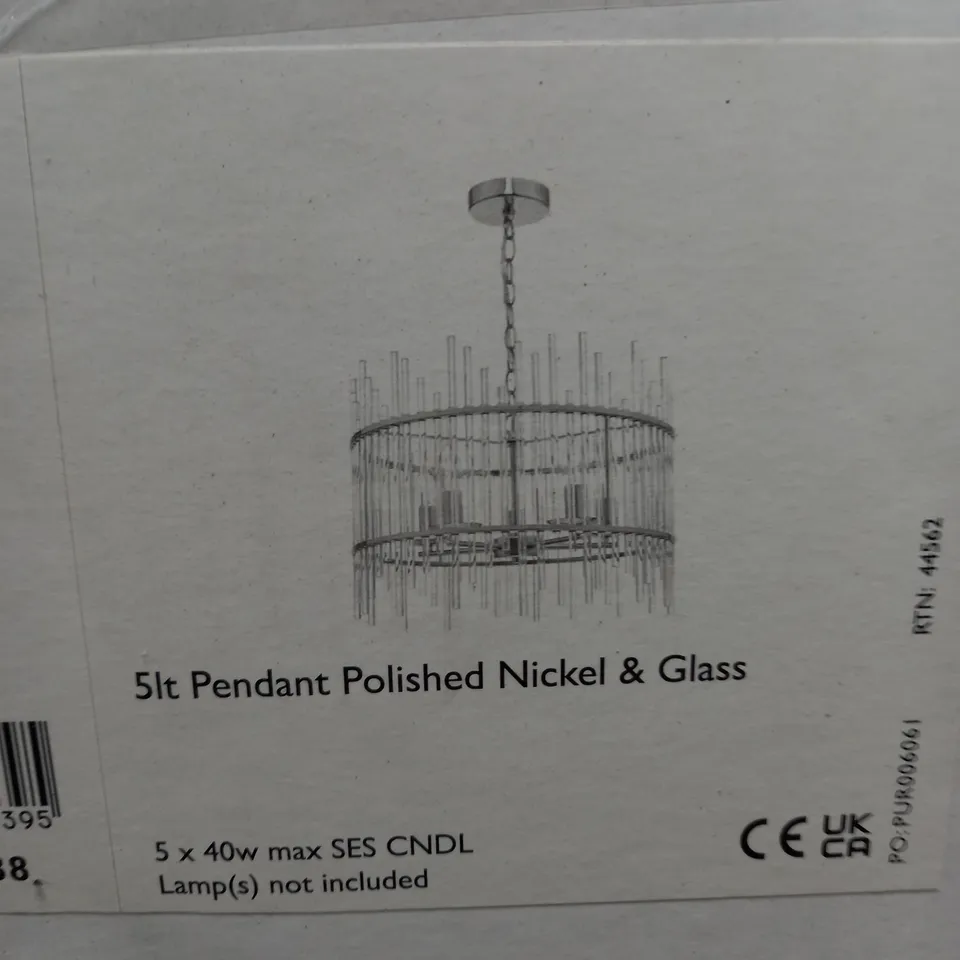 5lt Pendant Polished Nickel & Glass
5 x 40w max SES CNDL
Lamp(s) not included
CE UK CA
PO:PUR006061
RTN: 44562
395